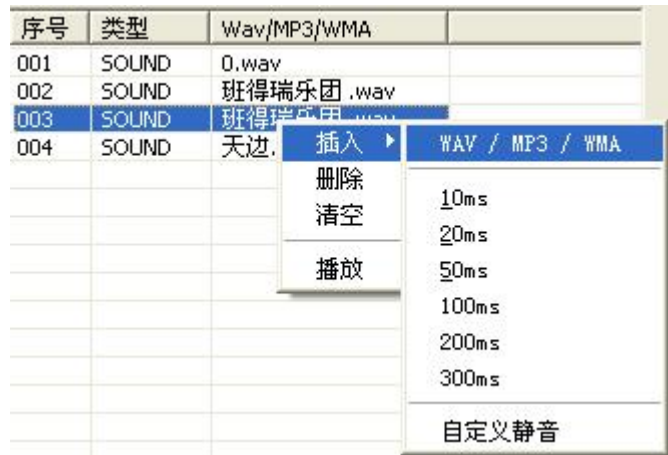 序号 类型 Wav/MP3/WMA
001 SOUND 0.wav
002 SOUND 班得瑞乐团 .wav
003 SOUND 班得瑞乐团 .wav
004 SOUND 天边.
插入
删除
清空
播放
WAV / MP3 / WMA
10ms
20ms
50ms
100ms
200ms
300ms
自定义静音